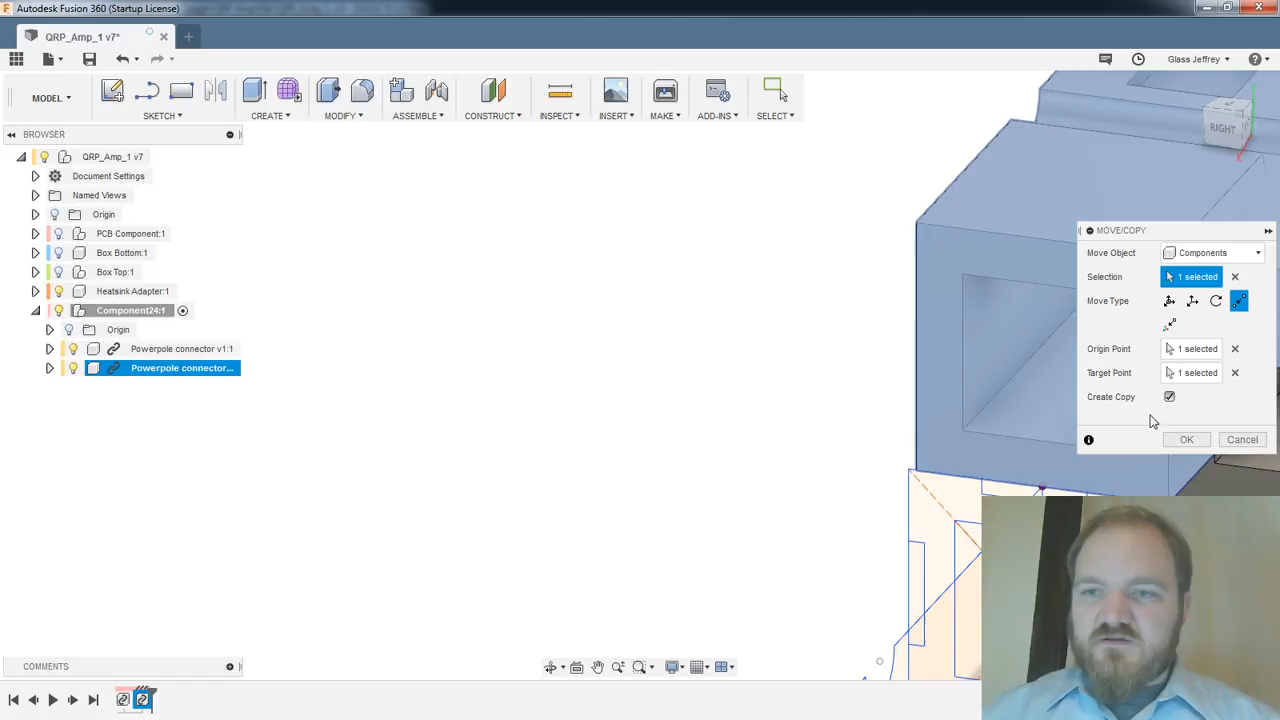 Autodesk Fusion 360 (Startup License)
QRP_Amp_1 v7*
Glass Jeffrey
MODEL
SKETCH
CREATE
MODIFY
ASSEMBLE
CONSTRUCT
INSPECT
INSERT
MAKE
ADD-INS
SELECT
BROWSER
QRP_Amp_1 v7
Document Settings
Named Views
Origin
PCB Component:1
Box Bottom:1
Box Top:1
Heatsink Adapter:1
Component24:1
Origin
Powerpole connector v1:1
Powerpole connector...
RIGHT
MOVE/COPY
Move Object Components
Selection 1 selected
Move Type
Origin Point 1 selected
Target Point 1 selected
Create Copy
OK Cancel
COMMENTS